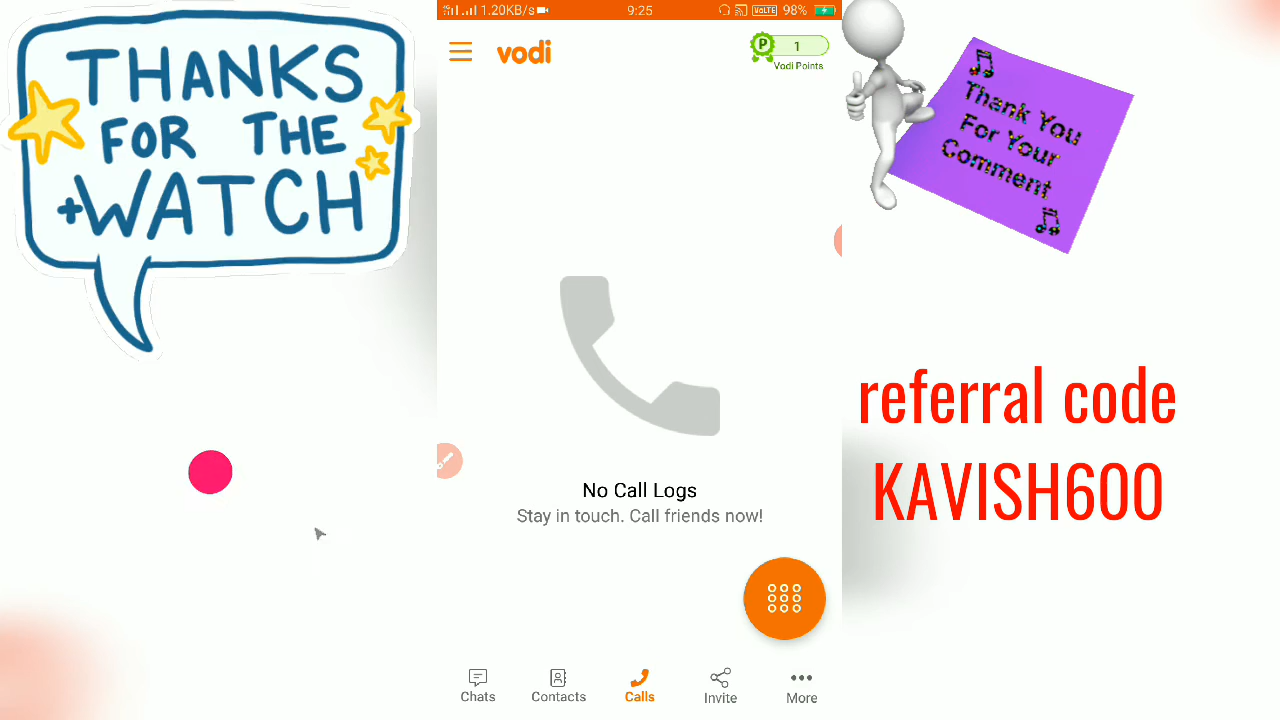 THANKS
FOR THE
WATCH
1.20KB/s
9:25
VoLTE
98%
vodi
P
1
Vodi Points
No Call Logs
Stay in touch. Call friends now!
Chats
Contacts
Calls
Invite
More
Thank You
For Your
Comment
referral code
KAVISH600